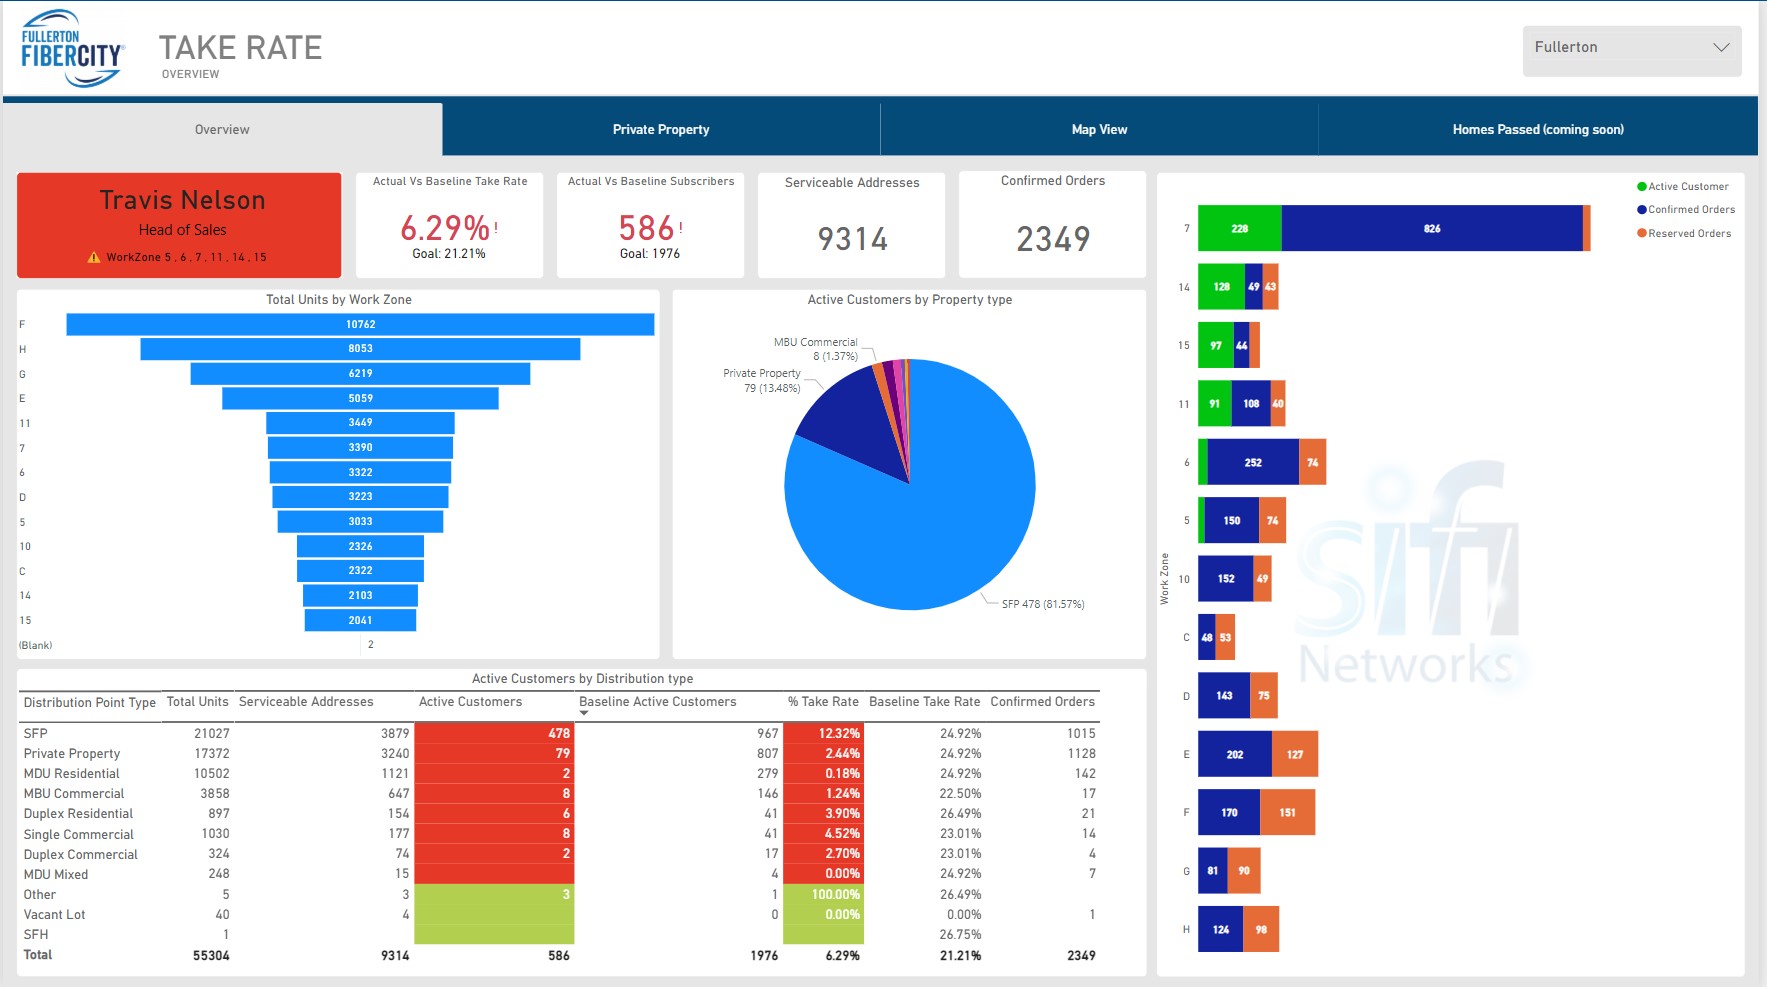 FULLERTON
FIBERCITY
TAKE RATE
OVERVIEW
Fullerton
Overview
Private Property
Map View
Homes Passed (coming soon)
Travis Nelson
Head of Sales
WorkZone 5 , 6 , 7 , 11 , 14 , 15
Actual Vs Baseline Take Rate
6.29% !
Goal: 21.21%
Actual Vs Baseline Subscribers
586 !
Goal: 1976
Serviceable Addresses
9314
Confirmed Orders
2349
Total Units by Work Zone
F 10762
H 8053
G 6219
E 5059
11 3449
7 3390
6 3322
D 3223
5 3033
10 2326
C 2322
14 2103
15 2041
(Blank) 2
Active Customers by Property type
MBU Commercial
8 (1.37%)
Private Property
79 (13.48%)
SFP 478 (81.57%)
Active Customers by Distribution type
Distribution Point Type Total Units Serviceable Addresses Active Customers Baseline Active Customers % Take Rate Baseline Take Rate Confirmed Orders
SFP 21027 3879 478 967 12.32% 24.92% 1015
Private Property 17372 3240 79 807 2.44% 24.92% 1128
MDU Residential 10502 1121 2 279 0.18% 24.92% 142
MBU Commercial 3858 647 8 146 1.24% 22.50% 17
Duplex Residential 897 154 6 41 3.90% 26.49% 21
Single Commercial 1030 177 8 41 4.52% 23.01% 14
Duplex Commercial 324 74 2 17 2.70% 23.01% 4
MDU Mixed 248 15 4 0.00% 24.92% 7
Other 5 3 3 1 100.00% 26.49%
Vacant Lot 40 4 0 0.00% 0.00% 1
SFH 1 26.75%
Total 55304 9314 586 1976 6.29% 21.21% 2349
Active Customer
Confirmed Orders
Reserved Orders
Work Zone
7 228 826
14 128 49 43
15 97 44
11 91 108 40
6 252 74
5 150 74
10 152 49
C 48 53
D 143 75
E 202 127
F 170 151
G 81 90
H 124 98
sifi
Networks